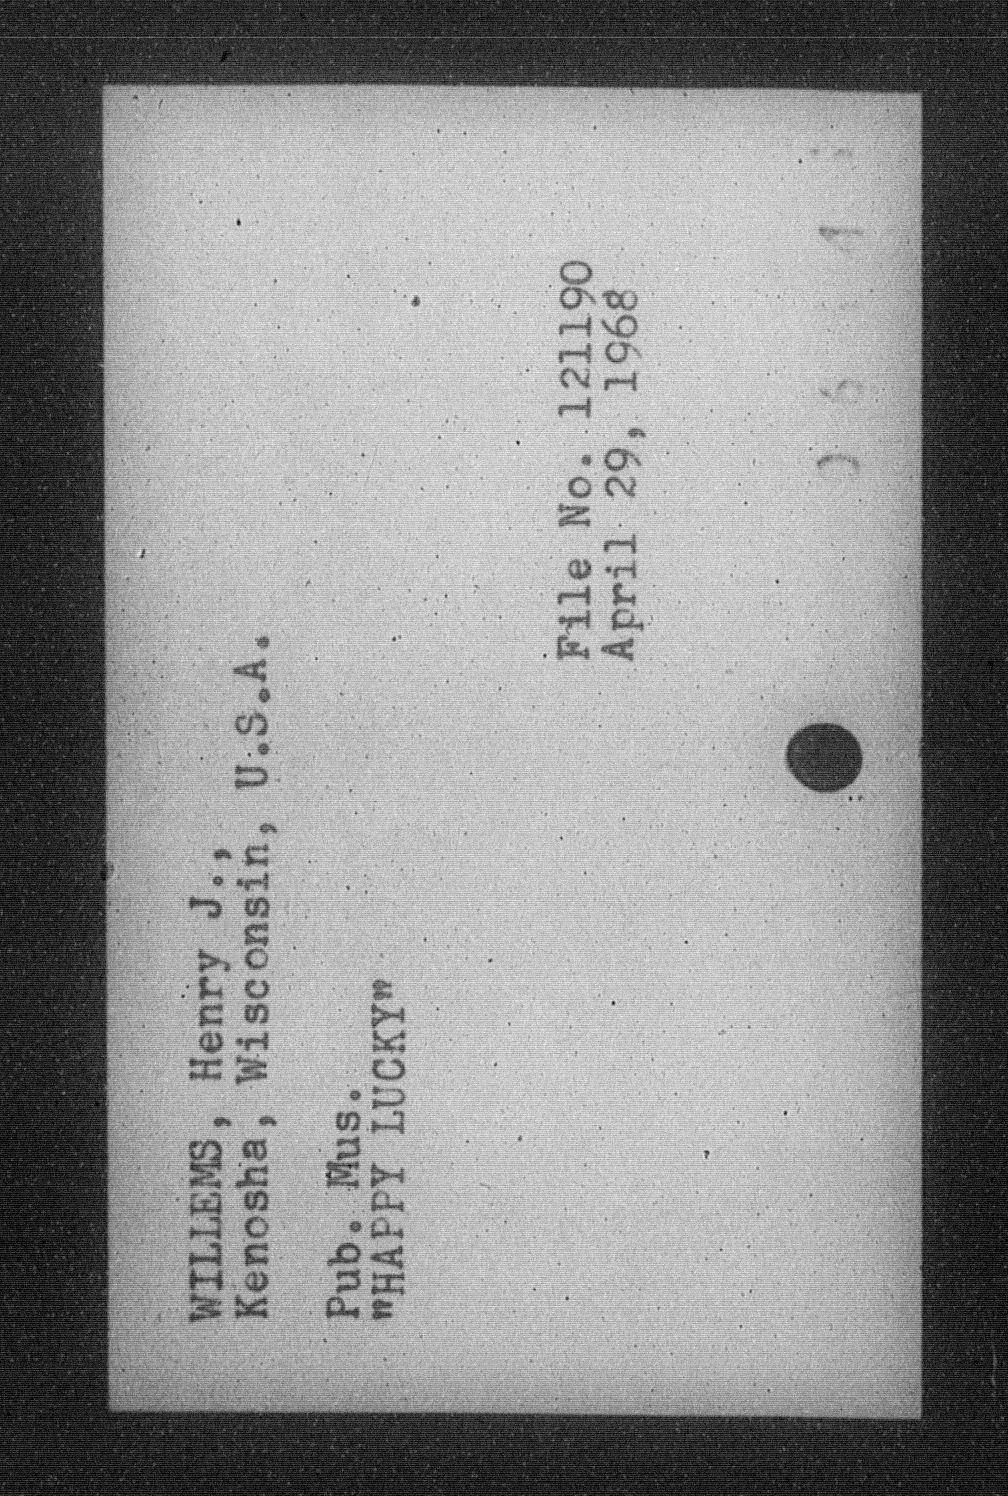 WILLEMS, Henry J.,
Kenosha, Wisconsin, U.S.A.
Pub. Mus.
"HAPPY LUCKY"
File No. 121190
April 29, 1968